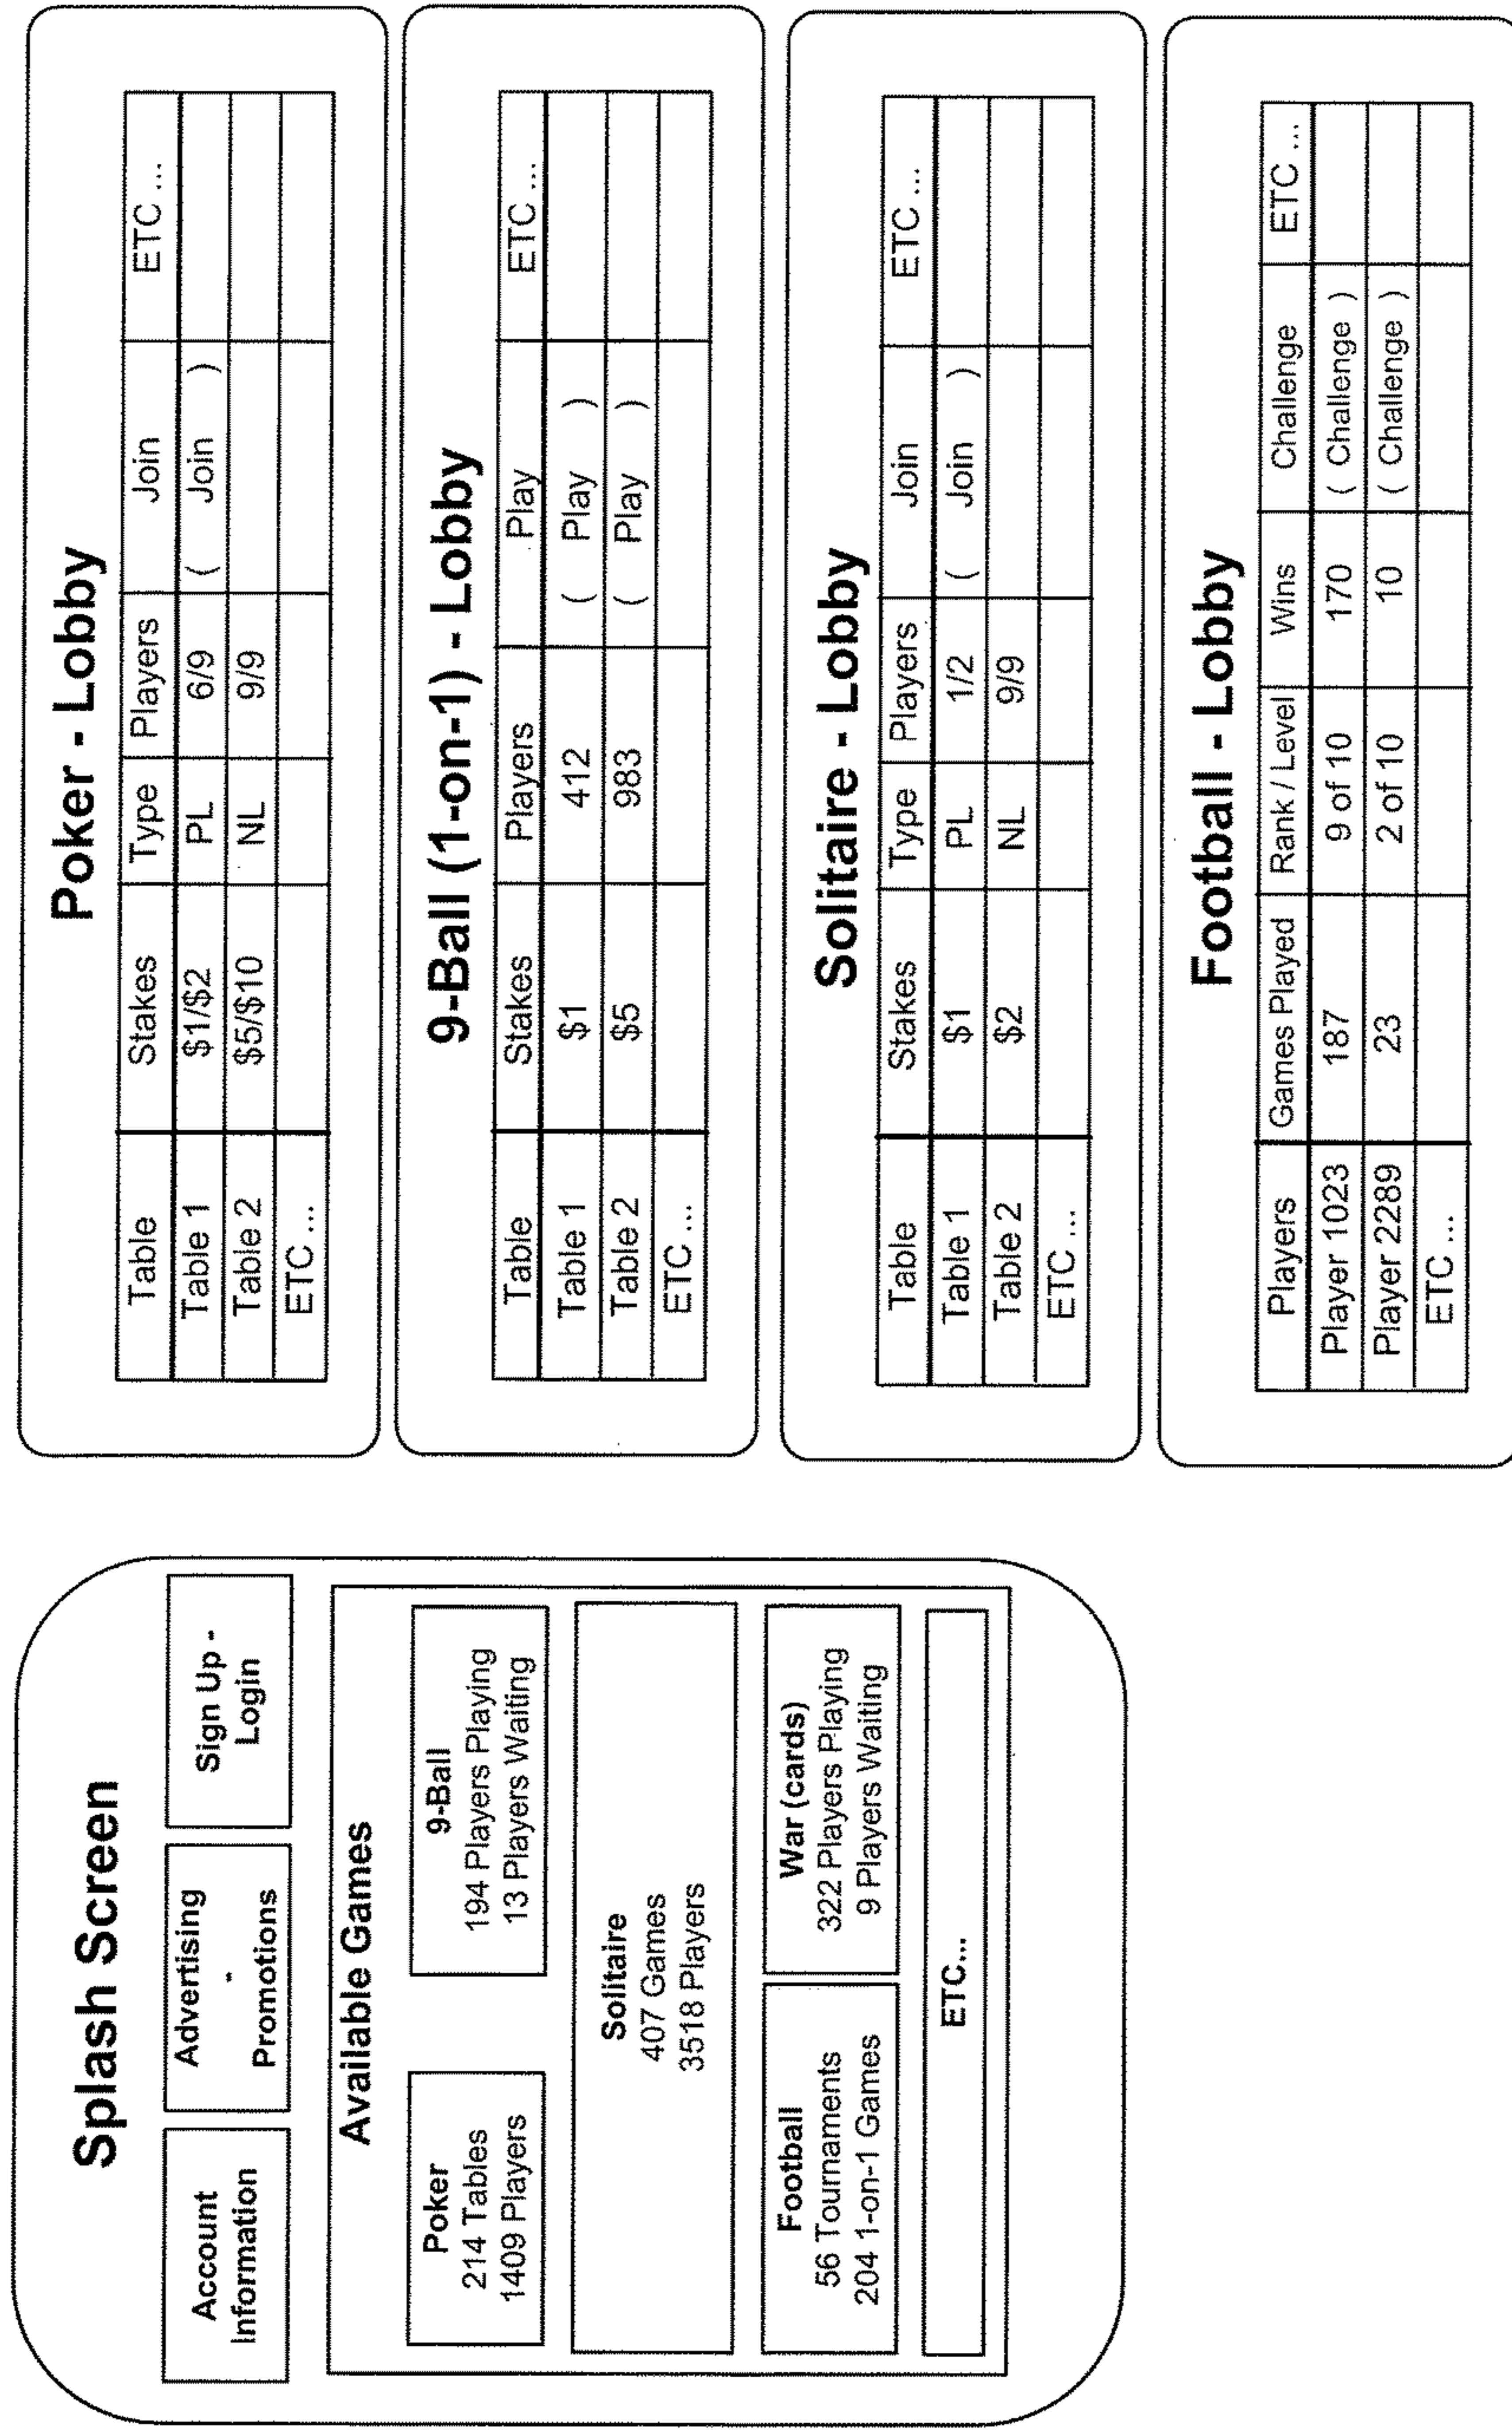 Splash Screen
Account
Information
Advertising
-
Promotions
Sign Up -
Login
Available Games
Poker
214 Tables
1409 Players
9-Ball
194 Players Playing
13 Players Waiting
Solitaire
407 Games
3518 Players
Football
56 Tournaments
204 1-on-1 Games
War (cards)
322 Players Playing
9 Players Waiting
ETC...
Poker - Lobby
Table Stakes Type Players Join ETC ...
Table 1 $1/$2 PL 6/9 ( Join )
Table 2 $5/$10 NL 9/9
ETC ...
9-Ball (1-on-1) - Lobby
Table Stakes Players Play ETC ...
Table 1 $1 412 ( Play )
Table 2 $5 983 ( Play )
ETC ...
Solitaire - Lobby
Table Stakes Type Players Join ETC ...
Table 1 $1 PL 1/2 ( Join )
Table 2 $2 NL 9/9
ETC ...
Football - Lobby
Players Games Played Rank / Level Wins Challenge ETC ...
Player 1023 187 9 of 10 170 ( Challenge )
Player 2289 23 2 of 10 10 ( Challenge )
ETC ...